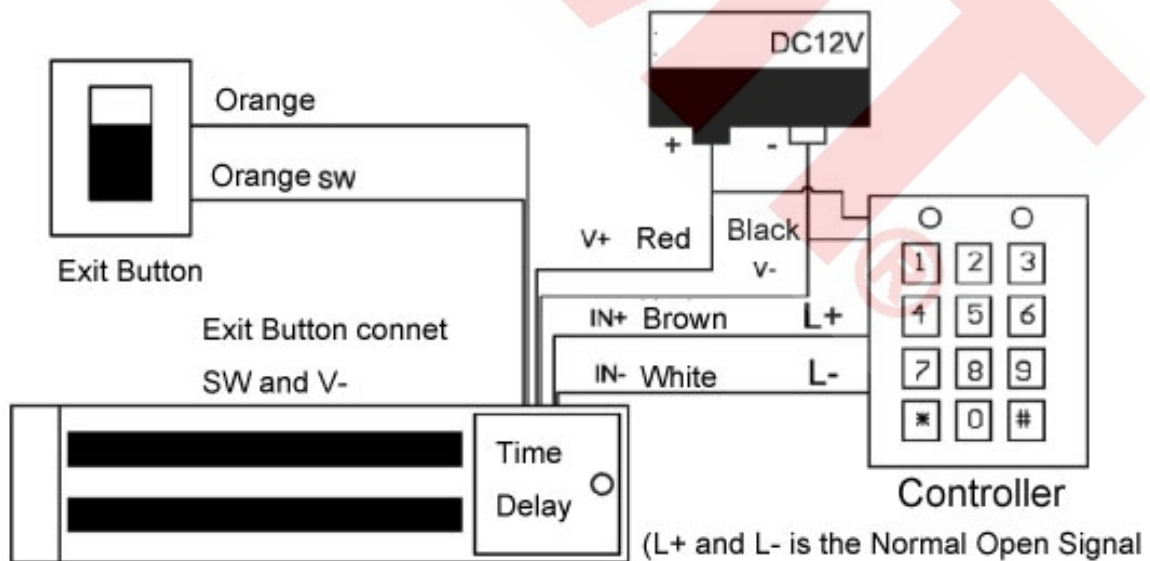 DC12V
+ -
Orange
Orange SW
Exit Button
V+ Red
Black
V-
Exit Button connet
SW and V-
IN+ Brown L+
IN- White L-
1 2 3
4 5 6
7 8 9
* 0 #
Time
Delay
Controller
(L+ and L- is the Normal Open Signal
®